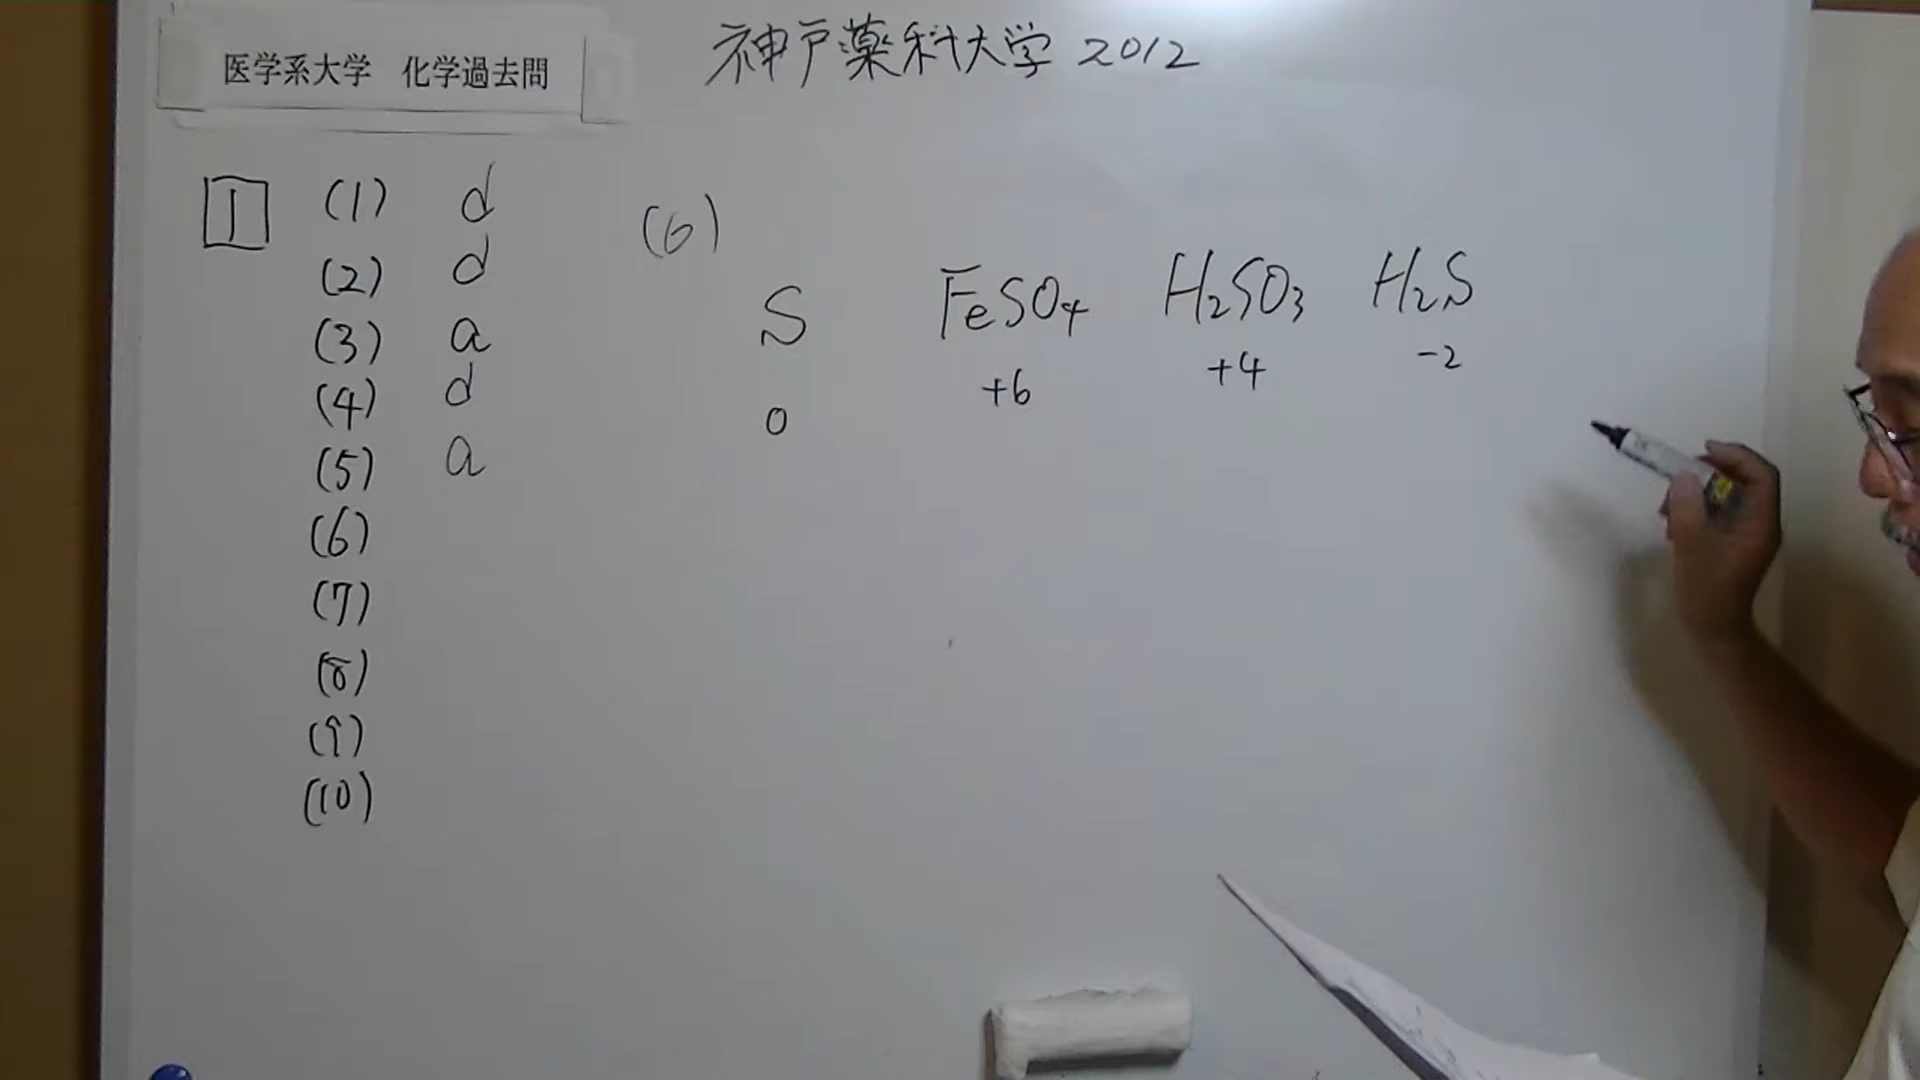 医学系大学 化学過去問
神戸薬科大学 2012
1
(1) d
(2) d
(3) a
(4) d
(5) a
(6)
(7)
(8)
(9)
(10)
(6)
S FeSO₄ H₂SO₃ H₂S
0 +6 +4 -2